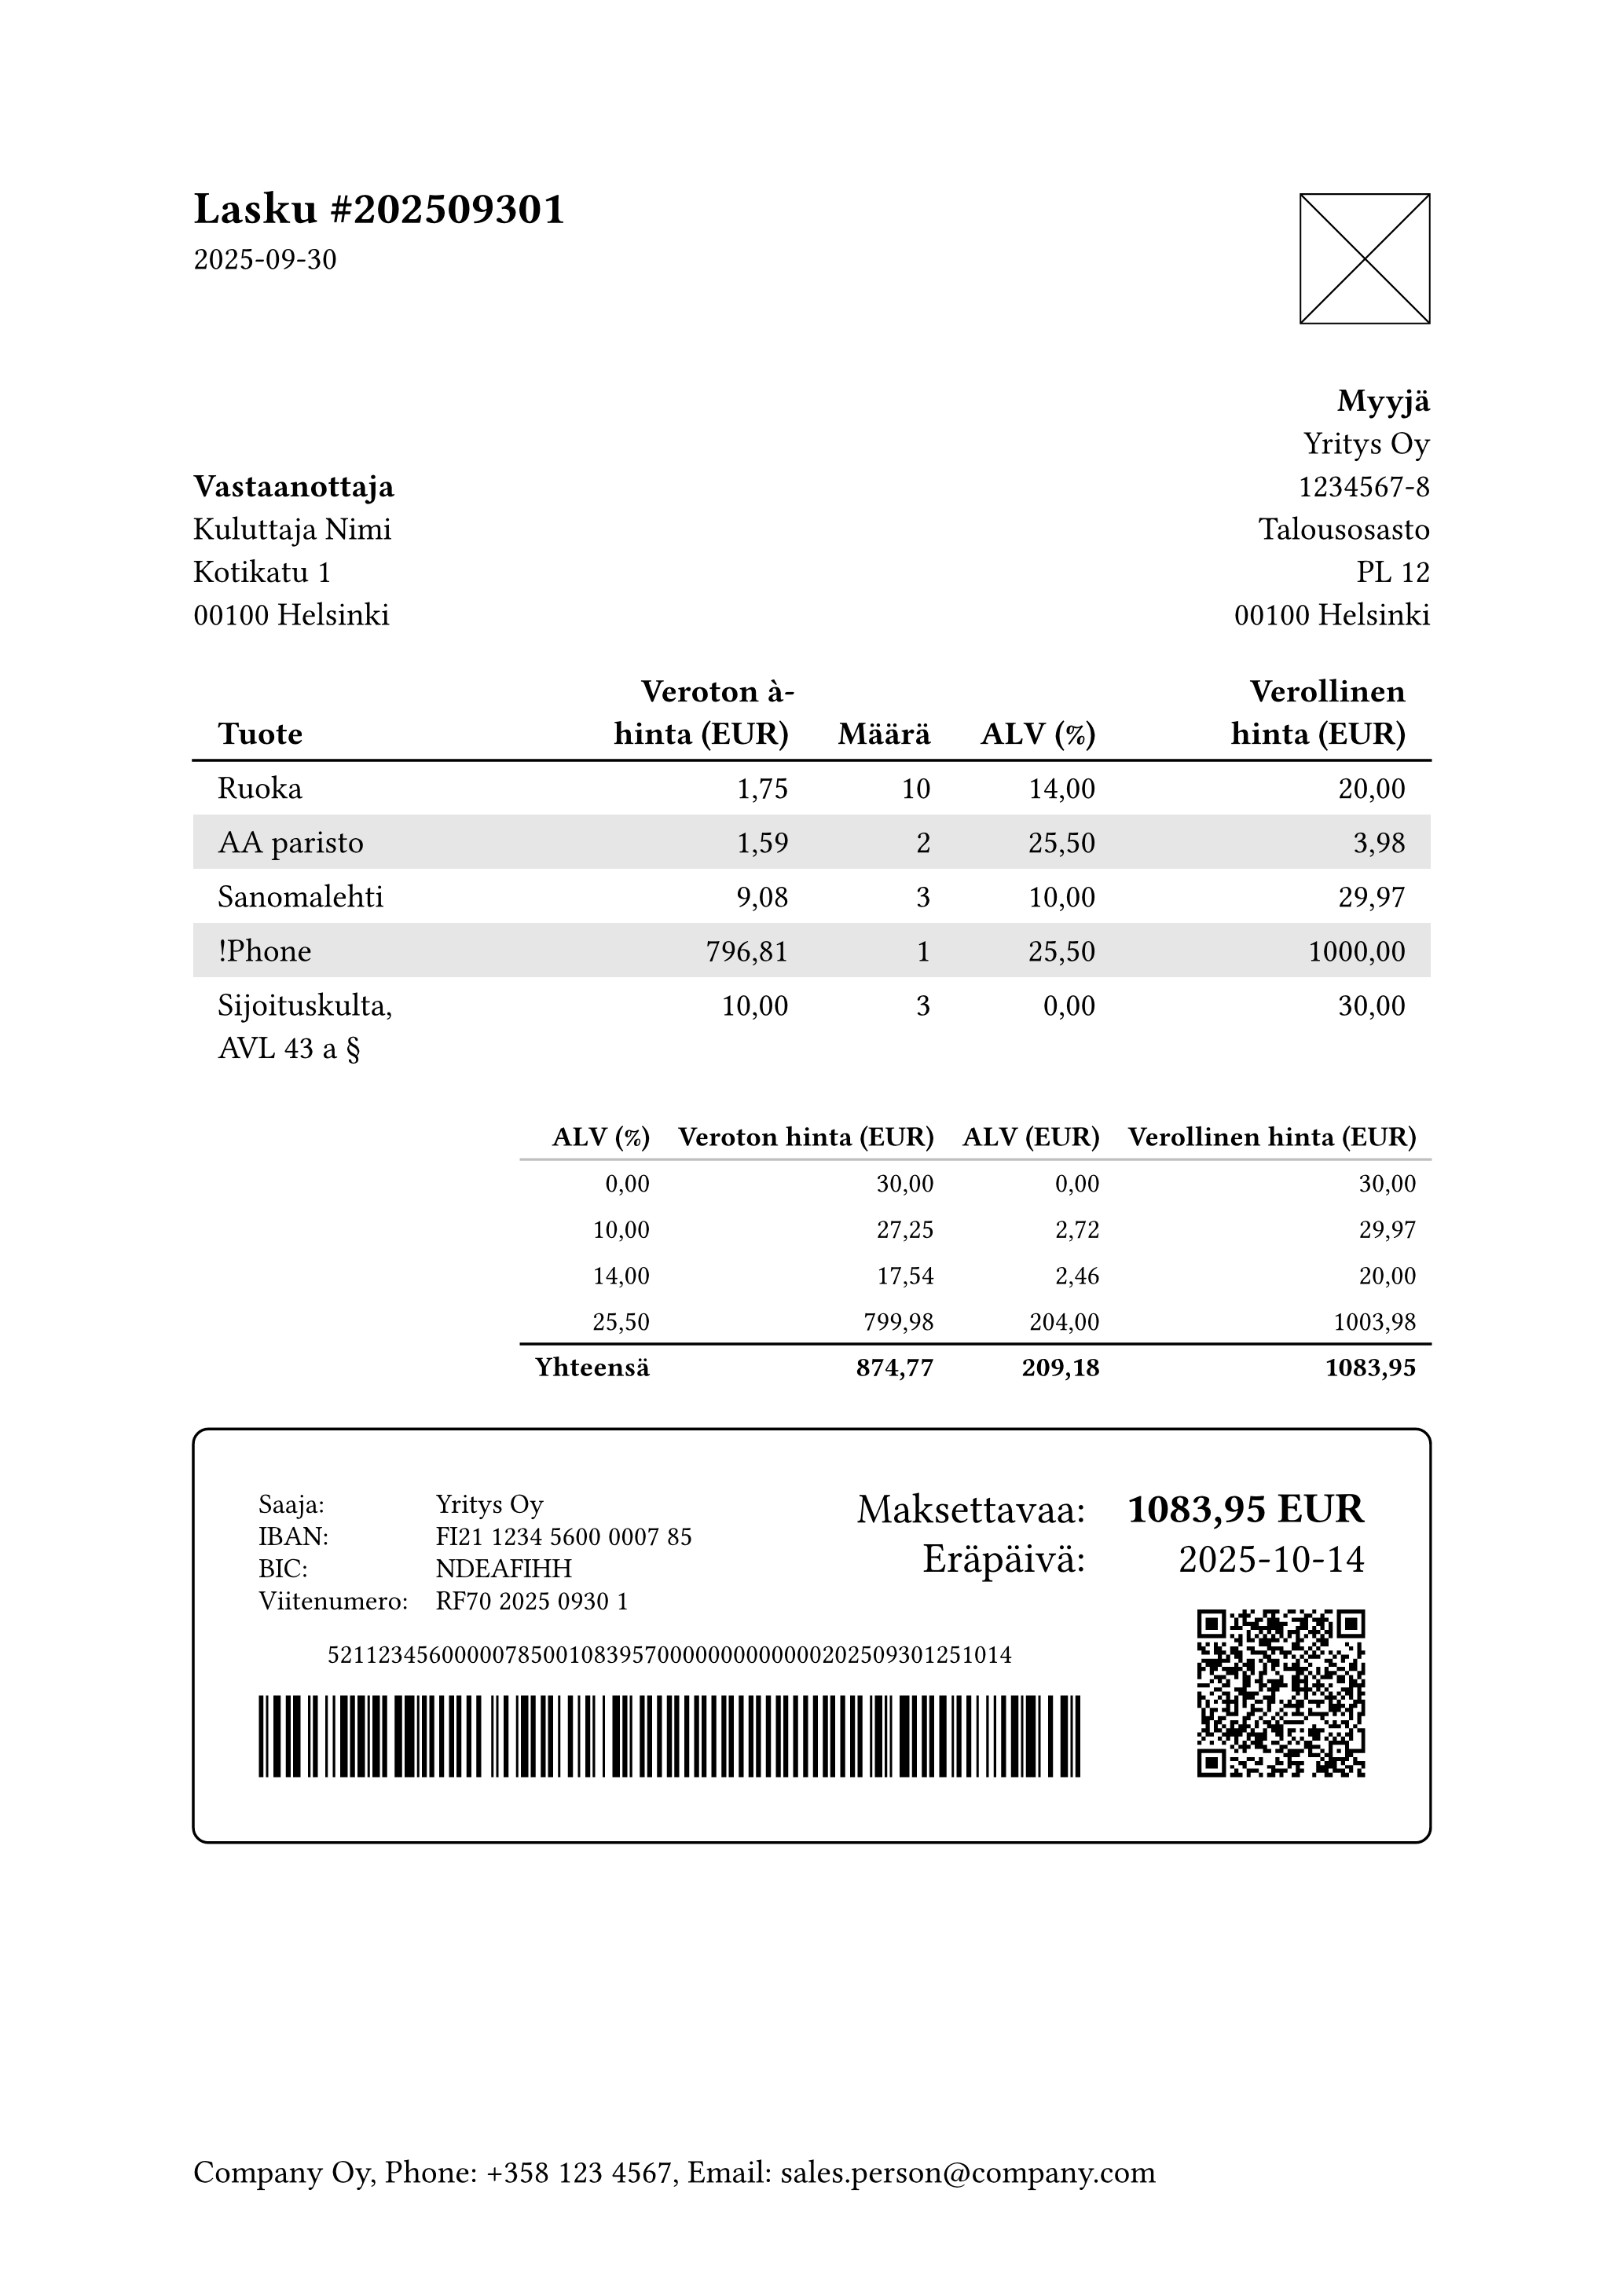 Lasku #202509301
2025-09-30
Myyjä
Yritys Oy
1234567-8
Talousosasto
PL 12
00100 Helsinki
Vastaanottaja
Kuluttaja Nimi
Kotikatu 1
00100 Helsinki
Veroton à- Verollinen
Tuote hinta (EUR) Määrä ALV (%) hinta (EUR)
Ruoka 1,75 10 14,00 20,00
AA paristo 1,59 2 25,50 3,98
Sanomalehti 9,08 3 10,00 29,97
!Phone 796,81 1 25,50 1000,00
Sijoituskulta, 10,00 3 0,00 30,00
AVL 43 a §
ALV (%) Veroton hinta (EUR) ALV (EUR) Verollinen hinta (EUR)
0,00 30,00 0,00 30,00
10,00 27,25 2,72 29,97
14,00 17,54 2,46 20,00
25,50 799,98 204,00 1003,98
Yhteensä 874,77 209,18 1083,95
Saaja: Yritys Oy
IBAN: FI21 1234 5600 0007 85
BIC: NDEAFIHH
Viitenumero: RF70 2025 0930 1
Maksettavaa: 1083,95 EUR
Eräpäivä: 2025-10-14
521123456000007850010839570000000000000202509301251014
Company Oy, Phone: +358 123 4567, Email: sales.person@company.com